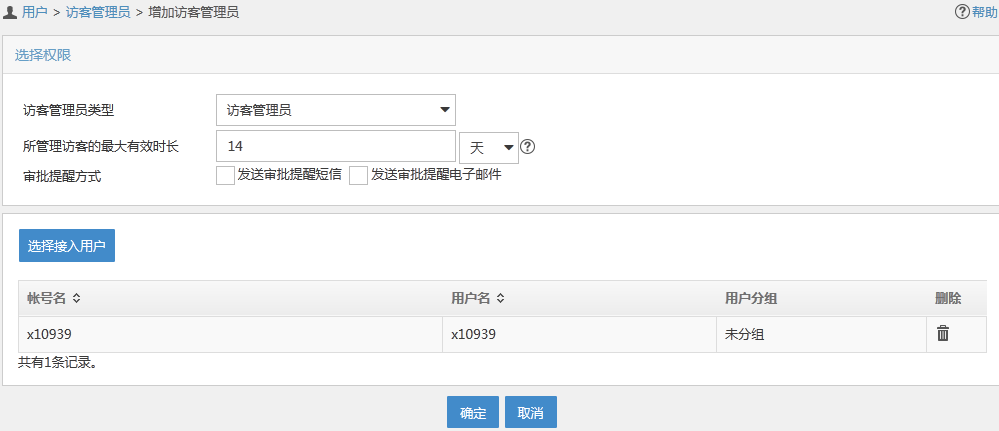 用户 > 访客管理员 > 增加访客管理员 帮助
选择权限
访客管理员类型 访客管理员
所管理访客的最大有效时长 14 天
审批提醒方式 发送审批提醒短信 发送审批提醒电子邮件
选择接入用户
帐号名 用户名 用户分组 删除
x10939 x10939 未分组
共有1条记录。
确定 取消